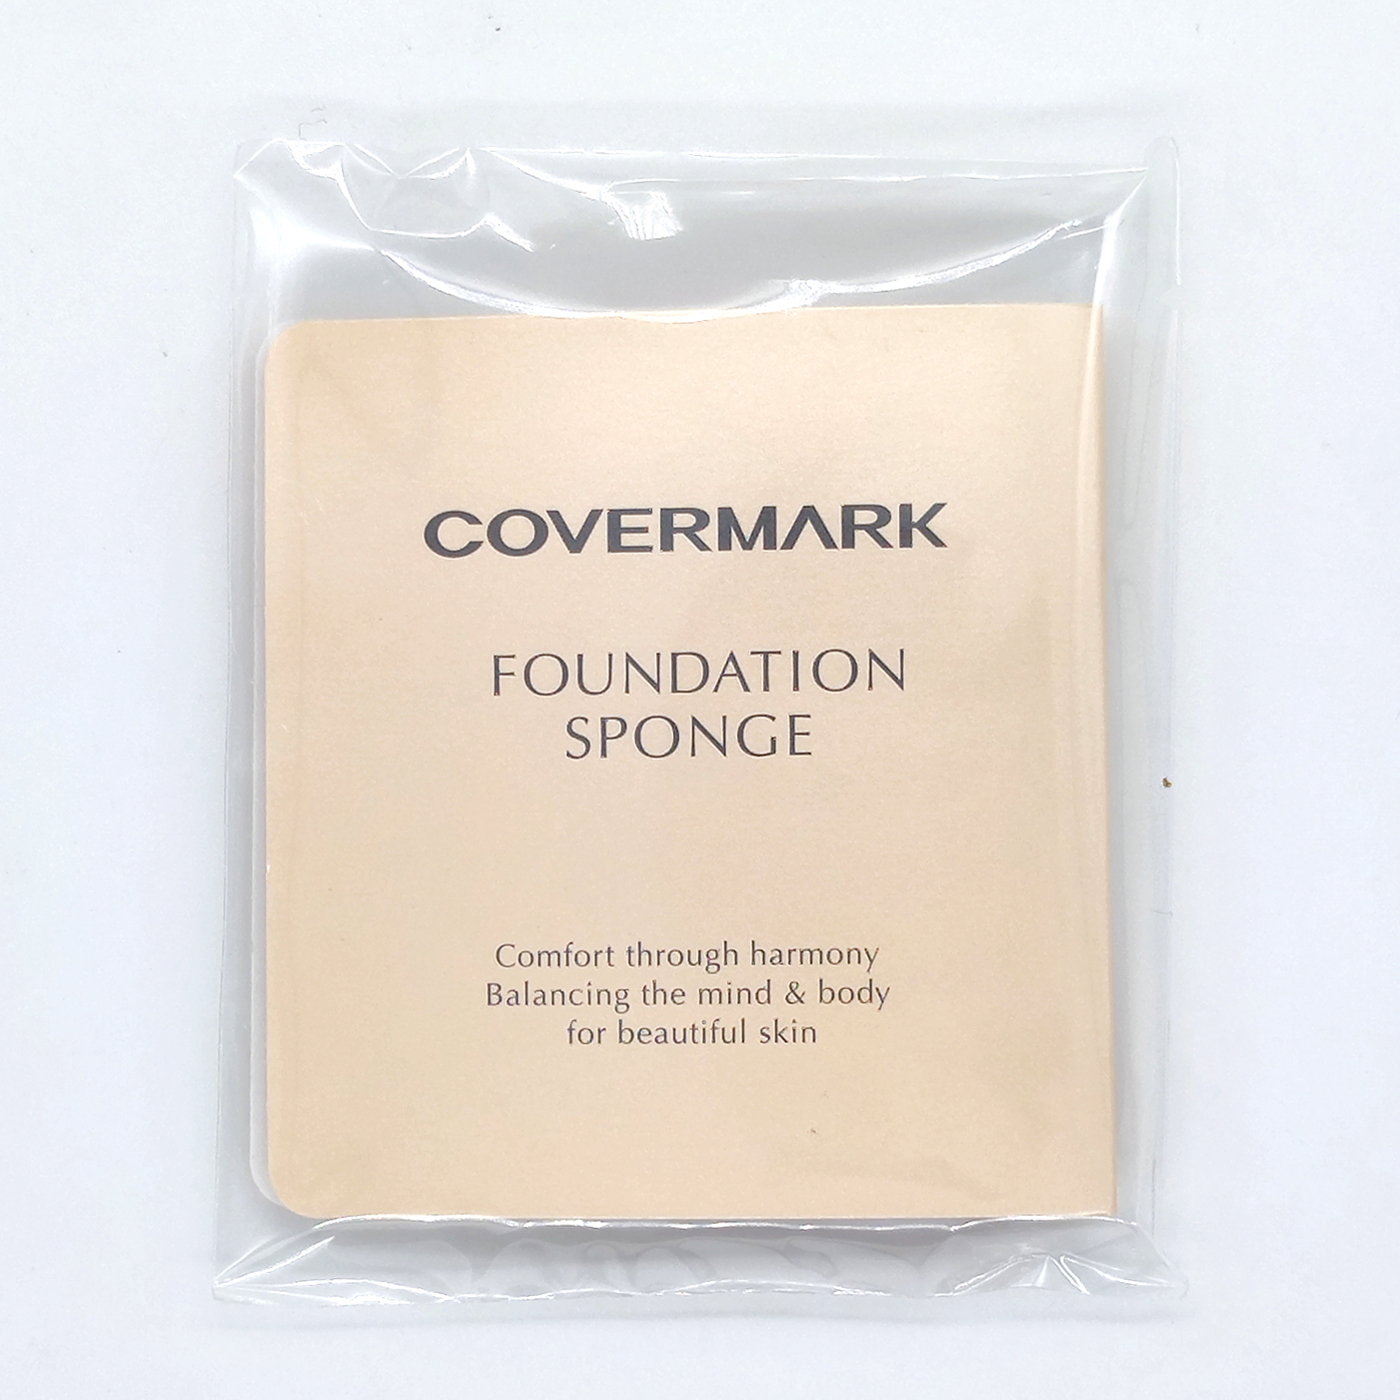 COVERMARK
FOUNDATION
SPONGE
Comfort through harmony
Balancing the mind & body
for beautiful skin